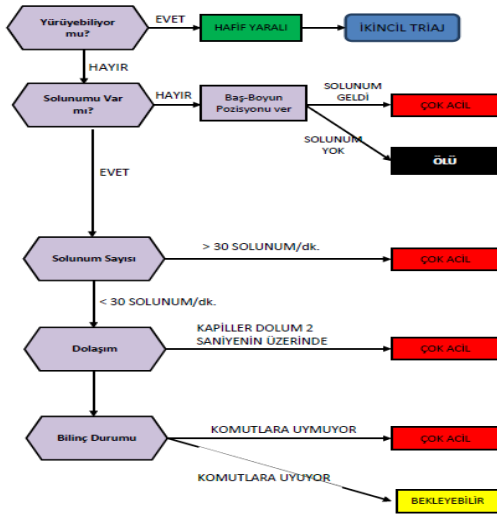 Yürüyebiliyor
mu?
EVET
HAFİF YARALI
İKİNCİL TRİAJ
HAYIR
Solunumu Var
mı?
HAYIR
Baş-Boyun
Pozisyonu ver
SOLUNUM
GELDİ
ÇOK ACİL
SOLUNUM
YOK
ÖLÜ
EVET
Solunum Sayısı
> 30 SOLUNUM/dk.
ÇOK ACİL
< 30 SOLUNUM/dk.
Dolaşım
KAPİLLER DOLUM 2
SANİYENİN ÜZERİNDE
ÇOK ACİL
Bilinç Durumu
KOMUTLARA UYMUYOR
ÇOK ACİL
KOMUTLARA UYUYOR
BEKLEYEBİLİR